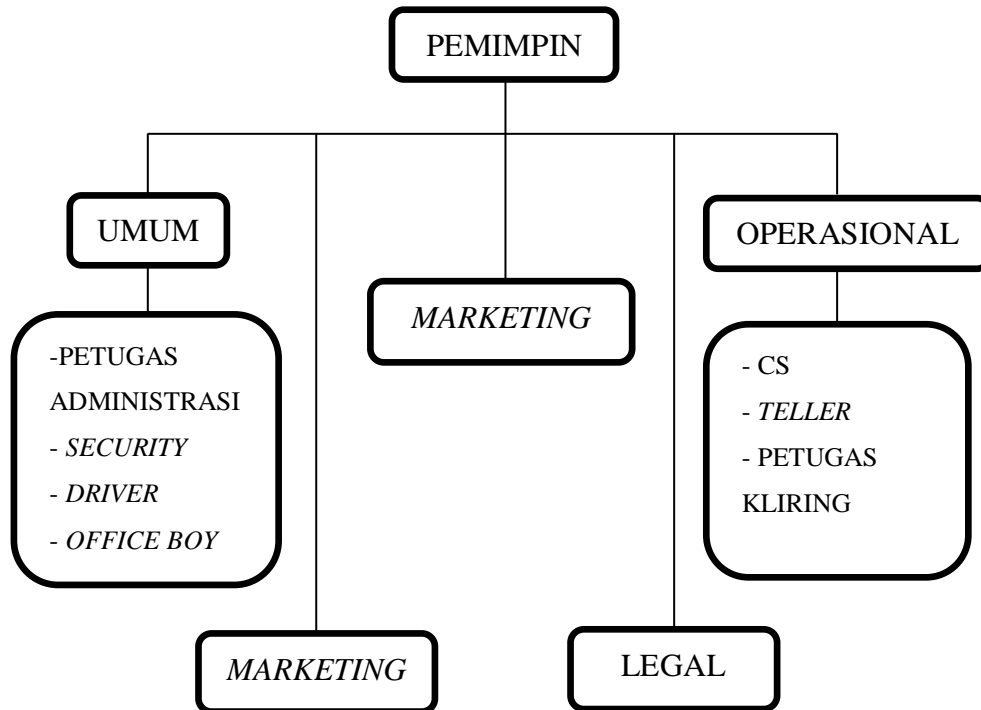 PEMIMPIN
UMUM
OPERASIONAL
MARKETING
-PETUGAS
ADMINISTRASI
- SECURITY
- DRIVER
- OFFICE BOY
- CS
- TELLER
- PETUGAS
KLIRING
MARKETING
LEGAL